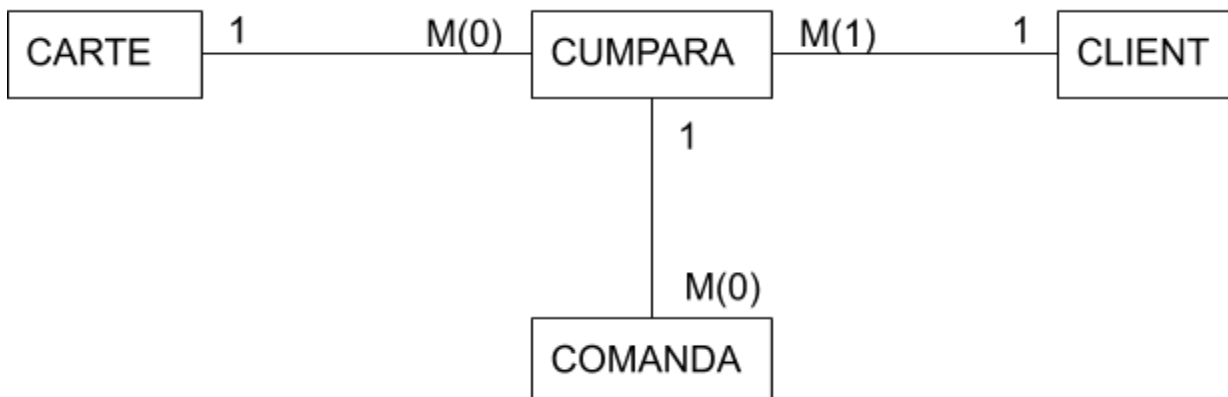 CARTE 1 M(0) CUMPARA M(1) 1 CLIENT
1
M(0)
COMANDA